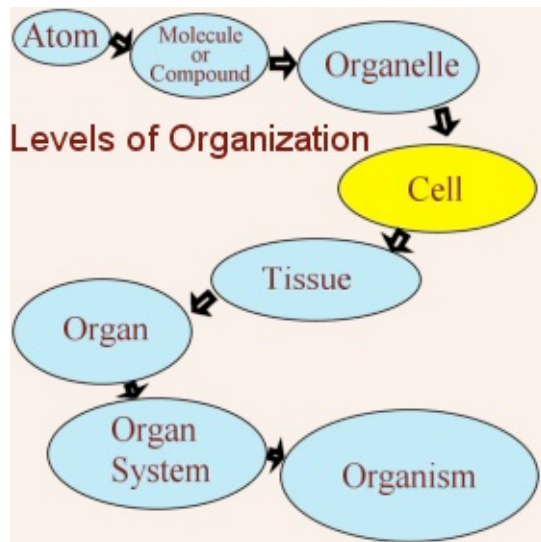 Atom
Molecule
or
Compound
Organelle
Levels of Organization
Cell
Tissue
Organ
Organ
System
Organism